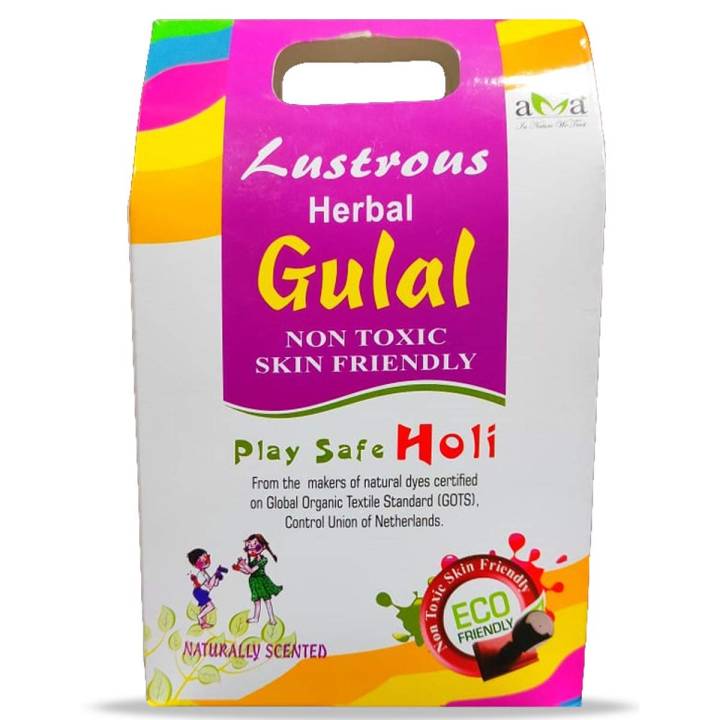 ama
In Nature We Trust
Lustrous
Herbal
Gulal
NON TOXIC
SKIN FRIENDLY
Play Safe Holi
From the makers of natural dyes certified
on Global Organic Textile Standard (GOTS),
Control Union of Netherlands.
Non Toxic Skin Friendly
ECO
FRIENDLY
NATURALLY SCENTED